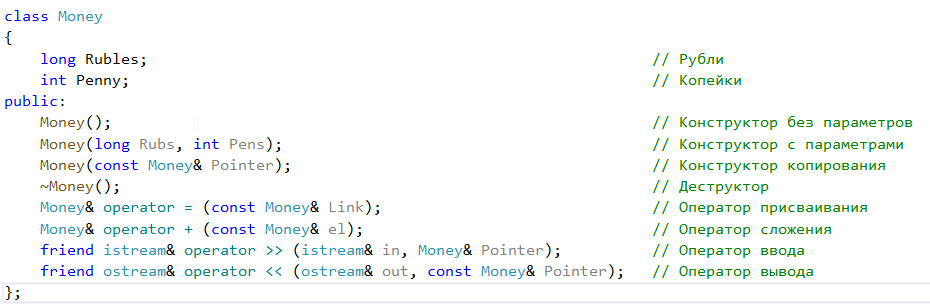 class Money
{
long Rubles; // Рубли
int Penny; // Копейки
public:
Money(); // Конструктор без параметров
Money(long Rubs, int Pens); // Конструктор с параметрами
Money(const Money& Pointer); // Конструктор копирования
~Money(); // Деструктор
Money& operator = (const Money& Link); // Оператор присваивания
Money& operator + (const Money& el); // Оператор сложения
friend istream& operator >> (istream& in, Money& Pointer); // Оператор ввода
friend ostream& operator << (ostream& out, const Money& Pointer); // Оператор вывода
};